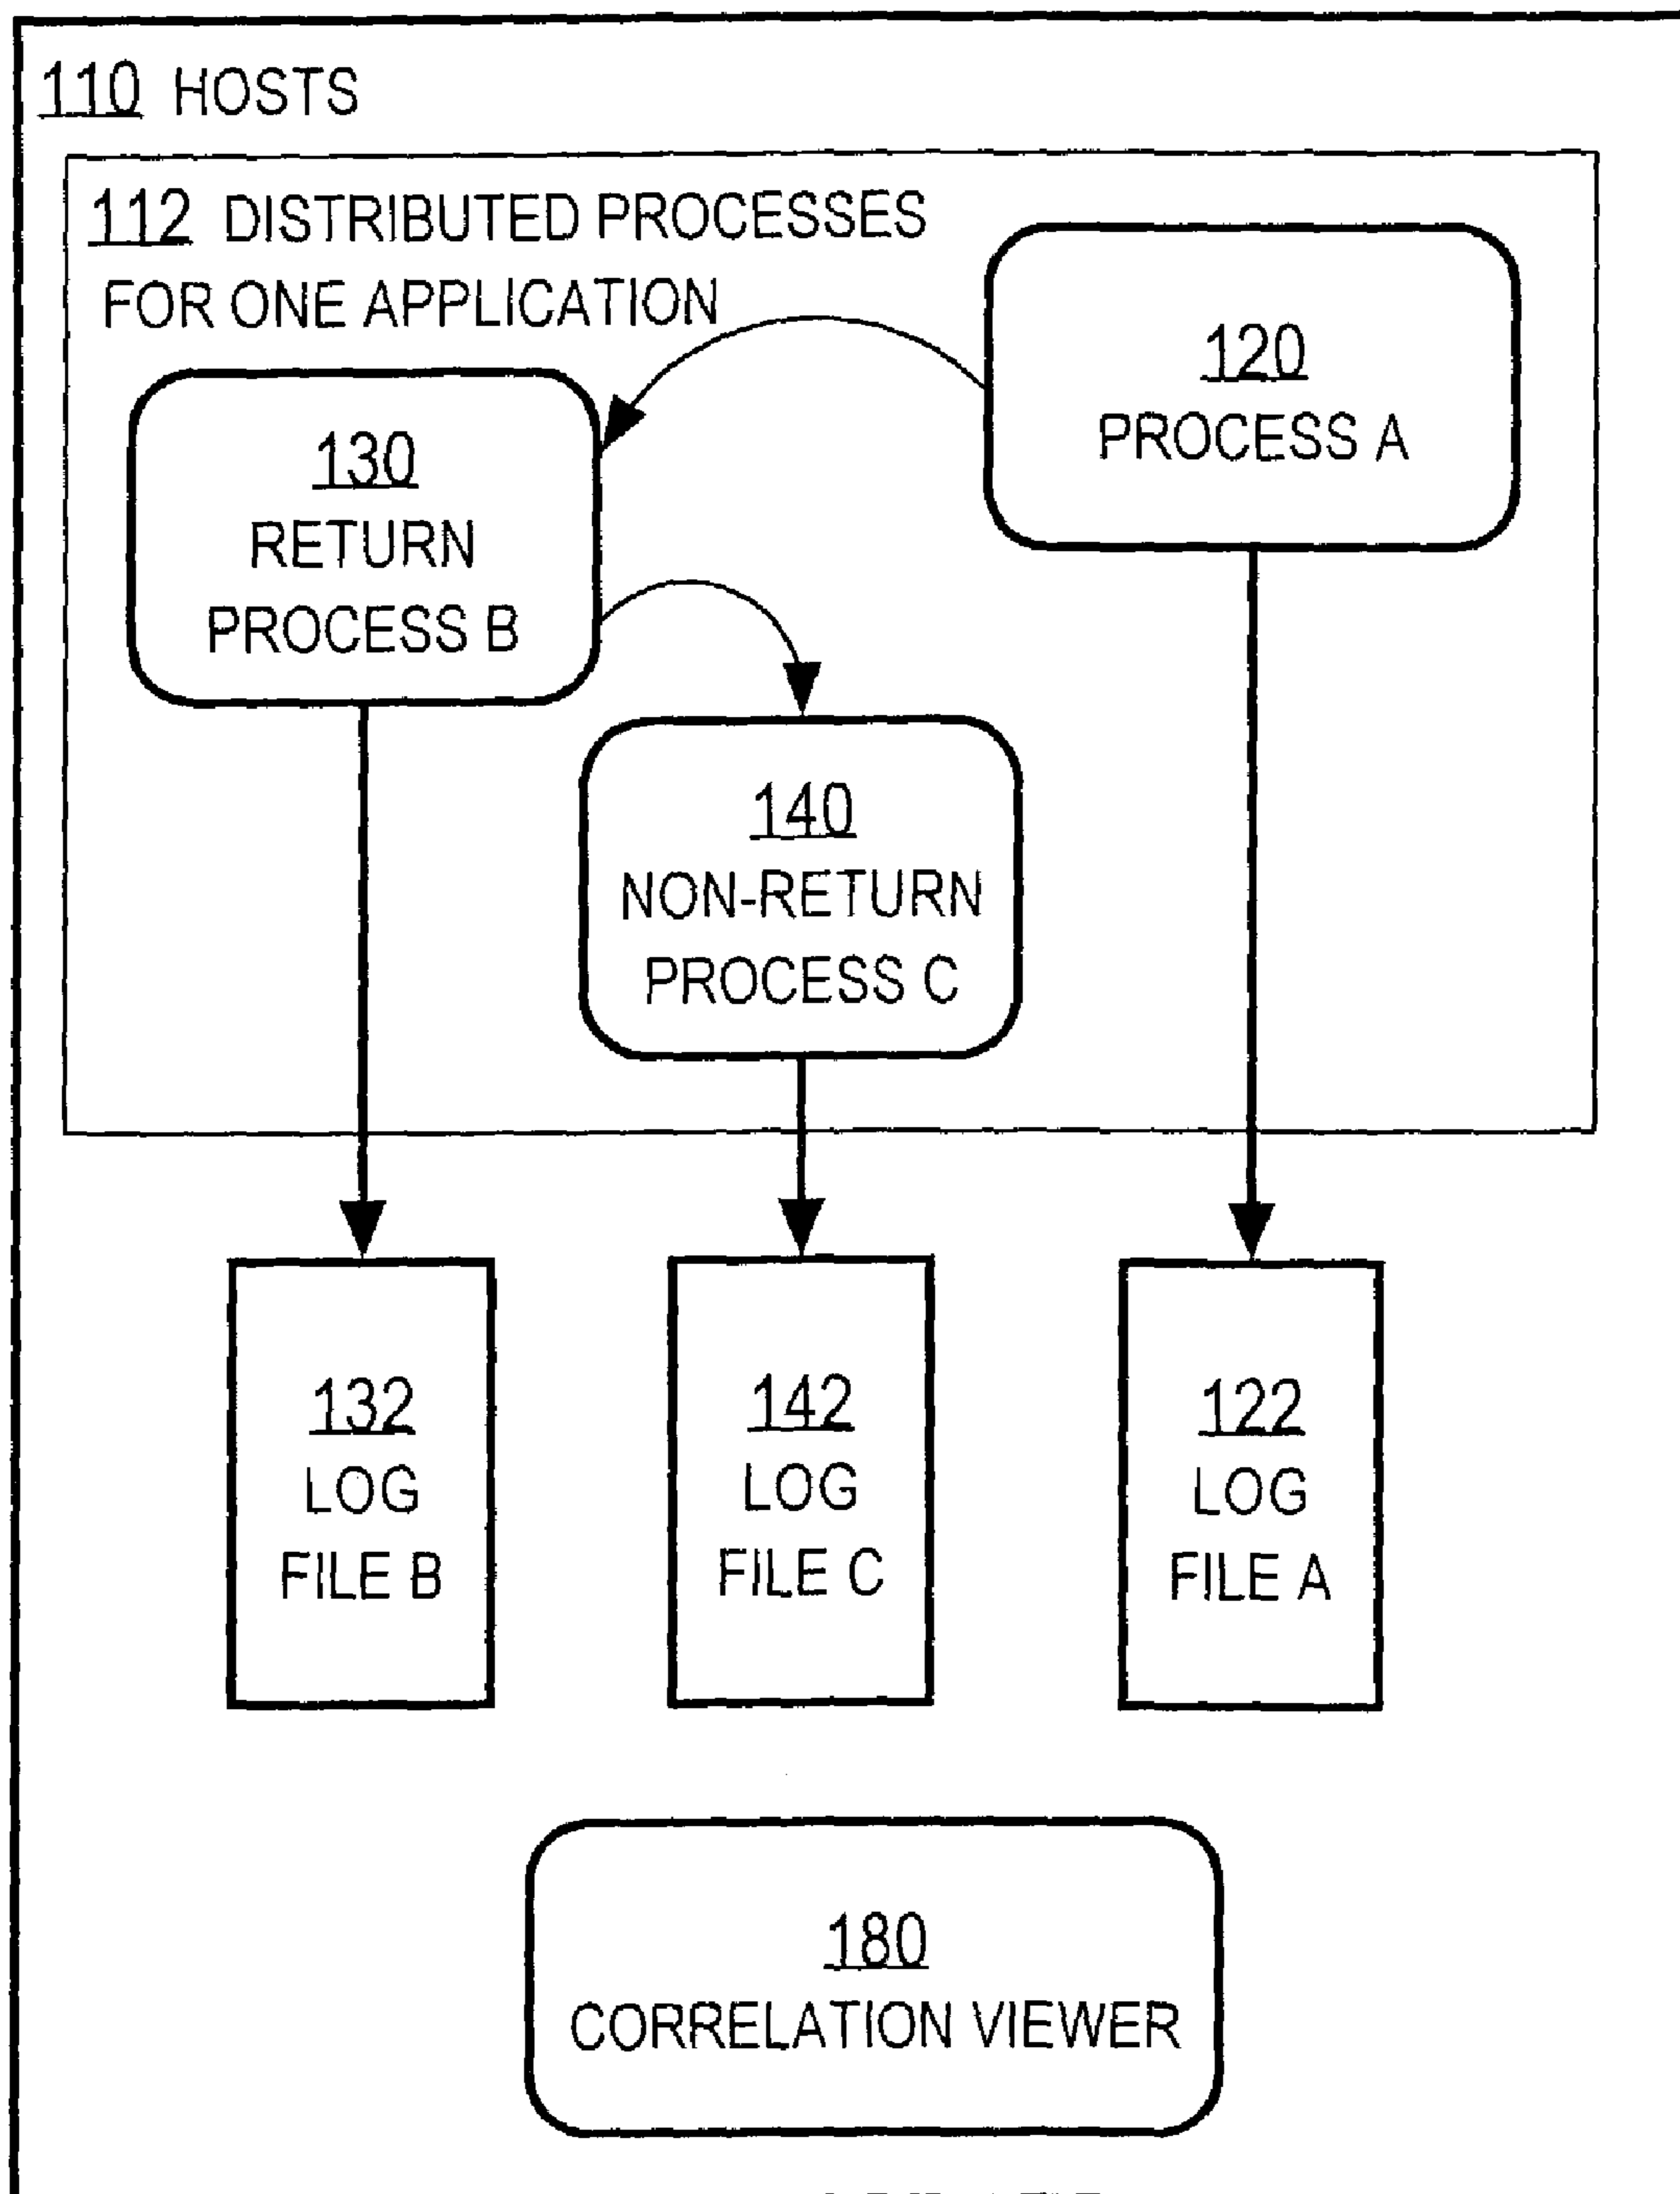 110 HOSTS
112 DISTRIBUTED PROCESSES
FOR ONE APPLICATION
120
PROCESS A
130
RETURN
PROCESS B
140
NON-RETURN
PROCESS C
132
LOG
FILE B
142
LOG
FILE C
122
LOG
FILE A
180
CORRELATION VIEWER